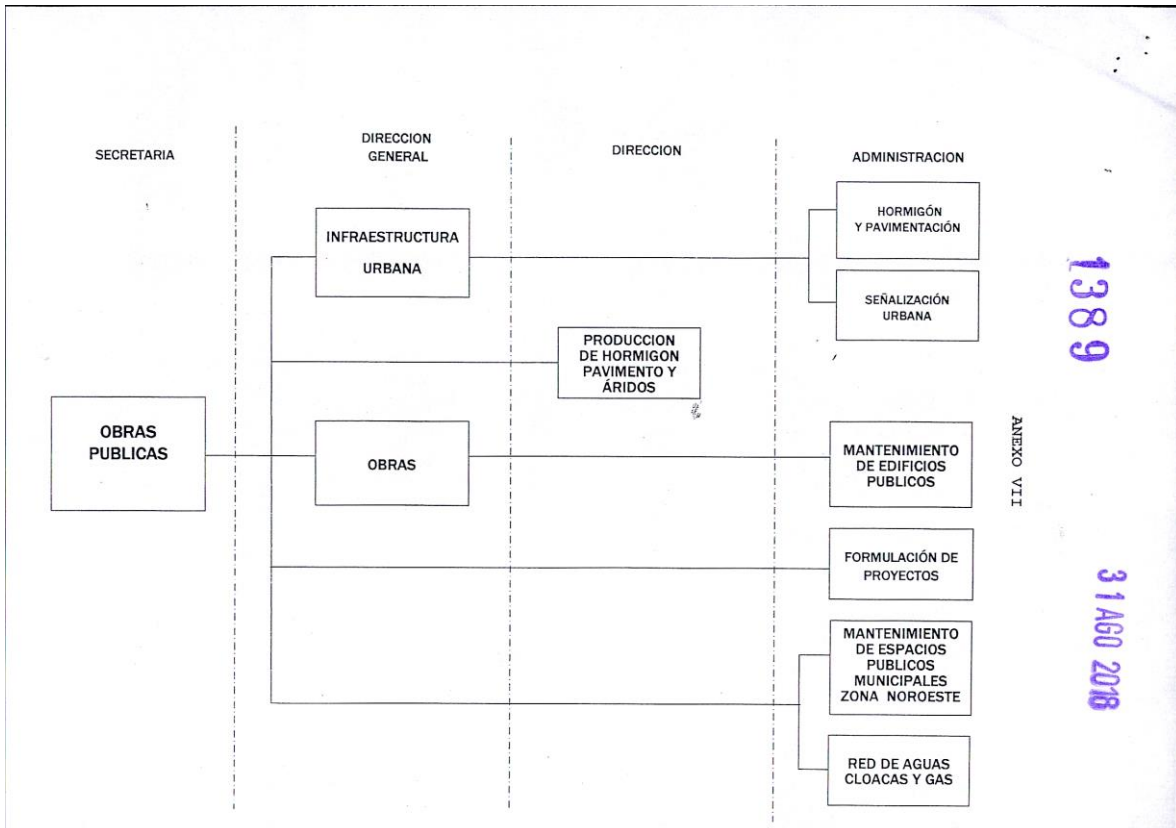 SECRETARIA
DIRECCION
GENERAL
DIRECCION
ADMINISTRACION
INFRAESTRUCTURA
URBANA
HORMIGÓN
Y PAVIMENTACIÓN
SEÑALIZACIÓN
URBANA
PRODUCCION
DE HORMIGON
PAVIMENTO Y
ÁRIDOS
OBRAS
PUBLICAS
OBRAS
MANTENIMIENTO
DE EDIFICIOS
PUBLICOS
FORMULACIÓN DE
PROYECTOS
MANTENIMIENTO
DE ESPACIOS
PUBLICOS
MUNICIPALES
ZONA NOROESTE
RED DE AGUAS
CLOACAS Y GAS
1389
ANEXO VII
31 AGO 2018